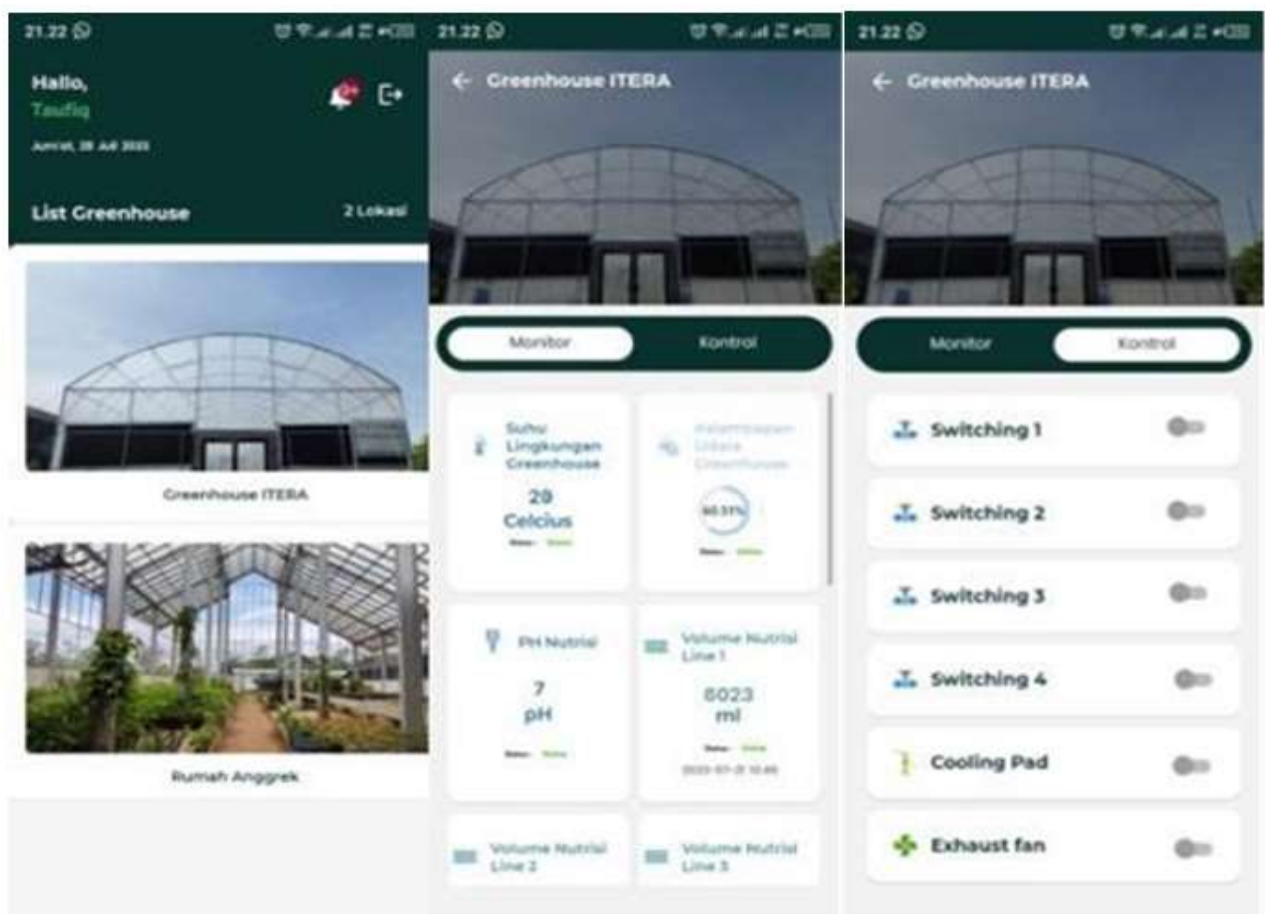 21.22
Hallo,
Taufiq
List Greenhouse
2 Lokasi
Greenhouse ITERA
Rumah Anggrek
21.22
Greenhouse ITERA
Monitor
Kontrol
Suhu
Lingkungan
Greenhouse
Celcius
Udara
Greenhouse
PH Nutrisi
7
pH
Volume Nutrisi
Line 1
ml
Volume Nutrisi
Line 2
Volume Nutrisi
Line 3
21.22
Greenhouse ITERA
Monitor
Kontrol
Switching 1
Switching 2
Switching 3
Switching 4
Cooling Pad
Exhaust fan